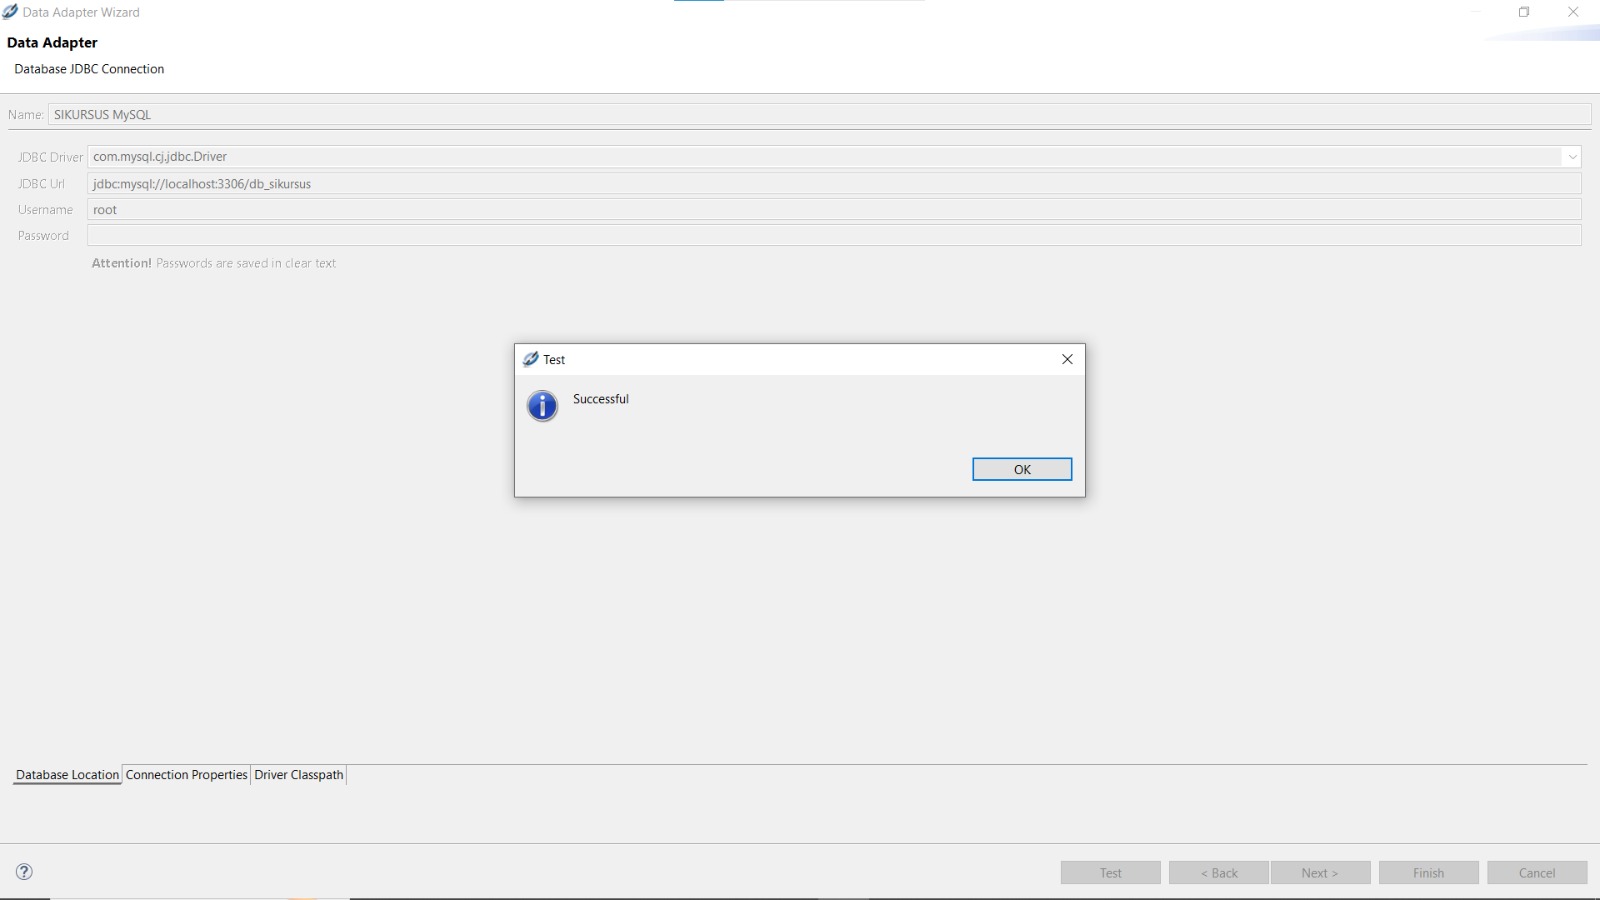 Data Adapter Wizard
Data Adapter
Database JDBC Connection
Name: SIKURSUS MySQL
JDBC Driver com.mysql.cj.jdbc.Driver
JDBC Url jdbc:mysql://localhost:3306/db_sikursus
Username root
Password
Attention! Passwords are saved in clear text
Test
Successful
OK
Database Location Connection Properties Driver Classpath
Test < Back Next > Finish Cancel